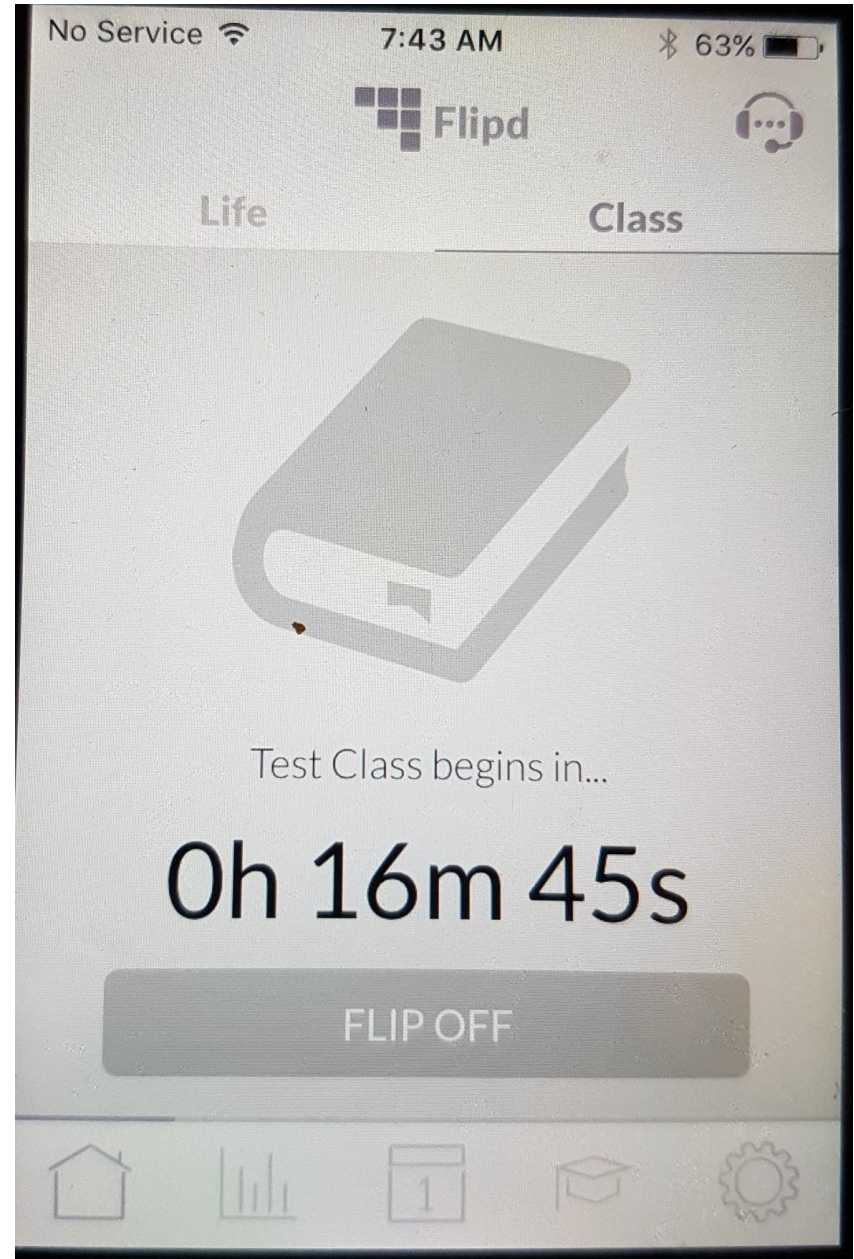 No Service 7:43 AM 63%
Flipd
Life Class
Test Class begins in...
0h 16m 45s
FLIP OFF
1